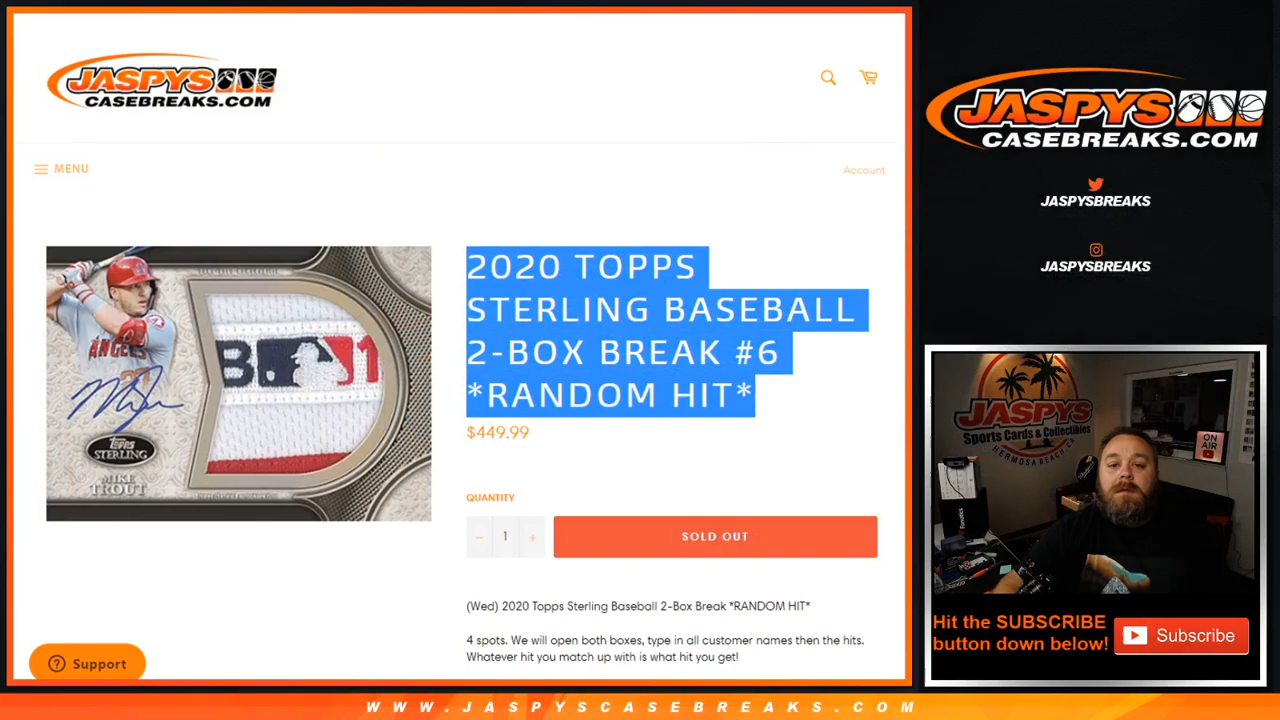 JASPYS
CASEBREAKS.COM
MENU
Account
ANGELS
TOPPS
STERLING
MIKE
TROUT
2020 TOPPS
STERLING BASEBALL
2-BOX BREAK #6
*RANDOM HIT*
$449.99
QUANTITY
− 1 +
SOLD OUT
(Wed) 2020 Topps Sterling Baseball 2-Box Break *RANDOM HIT*
4 spots. We will open both boxes, type in all customer names then the hits.
Whatever hit you match up with is what hit you get!
Support
JASPYS
CASEBREAKS.COM
JASPYSBREAKS
JASPYSBREAKS
JASPYS
Sports Cards & Collectibles
HERMOSA BEACH, CA
ON
AIR
Fanatics
Hit the SUBSCRIBE
button down below!
Subscribe
WWW.JASPYSCASEBREAKS.COM